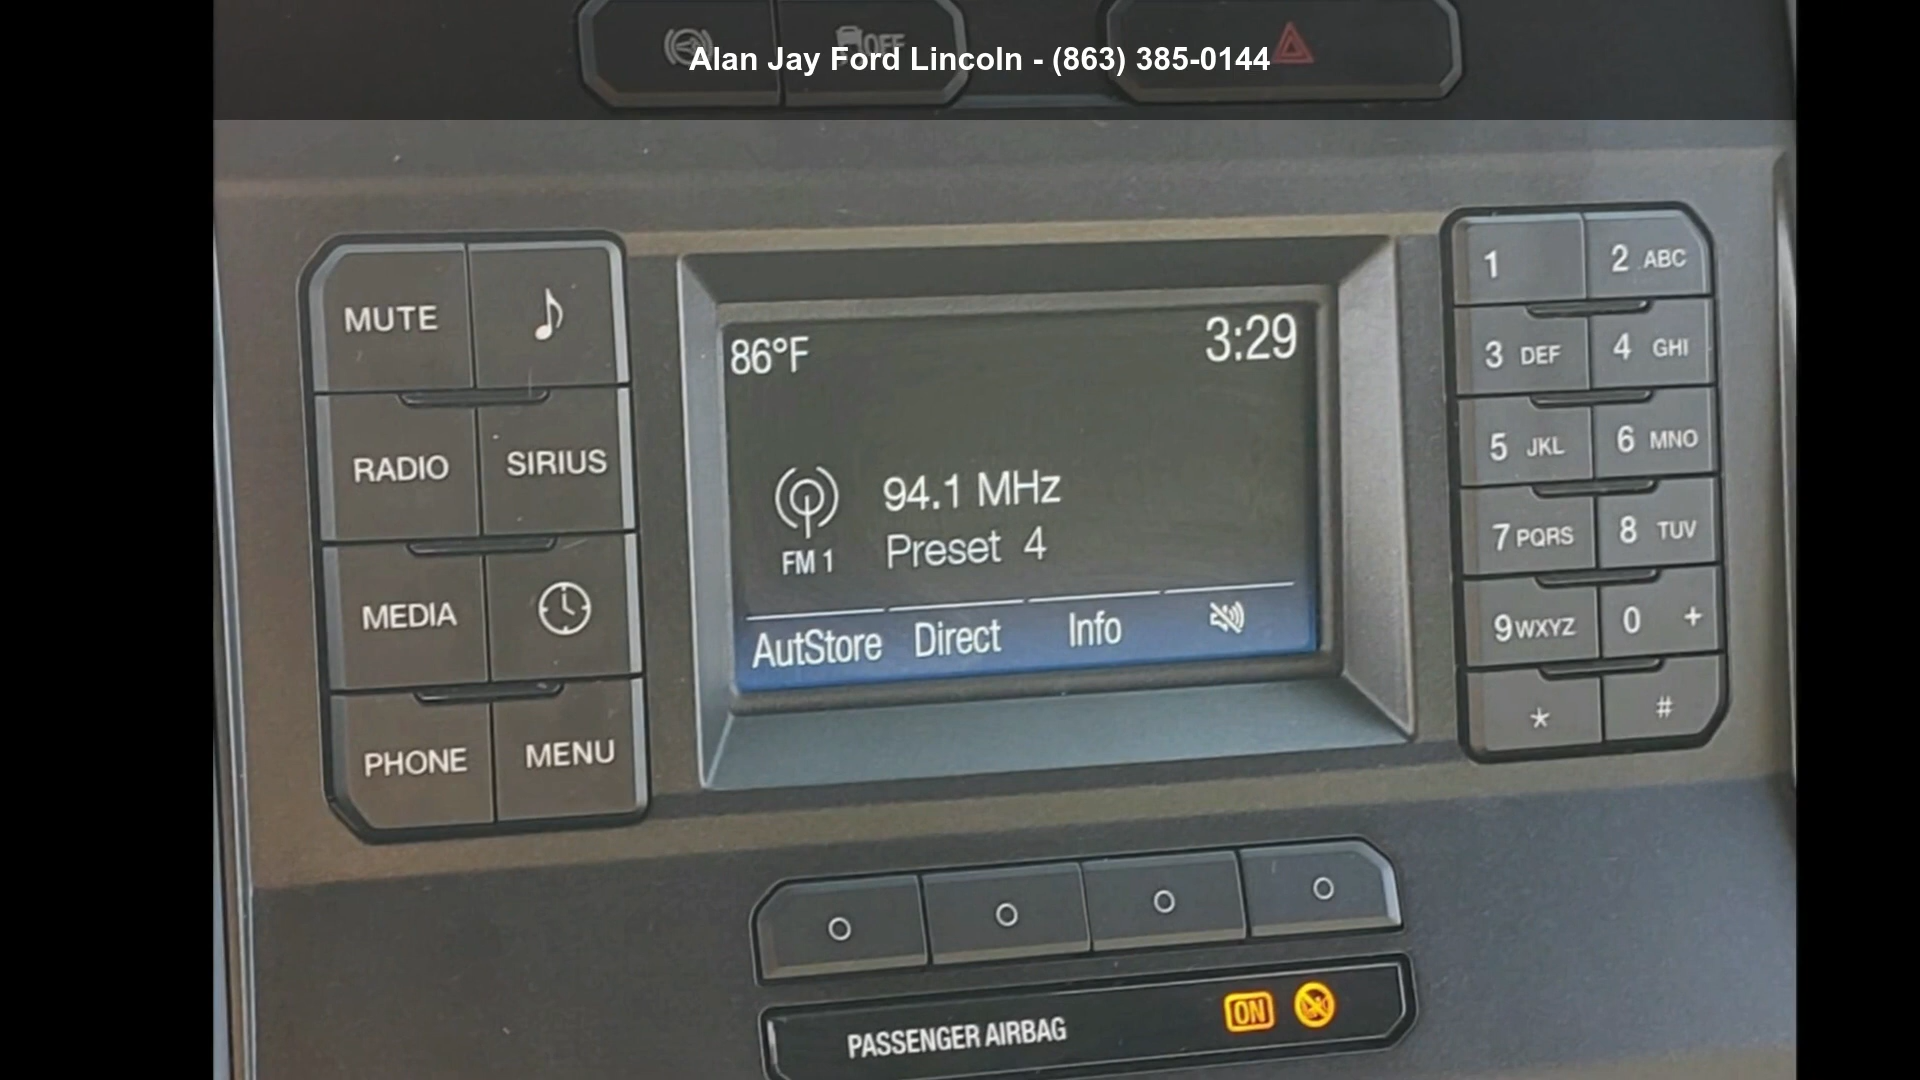 OFF
Alan Jay Ford Lincoln - (863) 385-0144
MUTE
RADIO SIRIUS
MEDIA
PHONE MENU
86°F 3:29
94.1 MHz
FM 1 Preset 4
AutStore Direct Info
1 2 ABC
3 DEF 4 GHI
5 JKL 6 MNO
7 PQRS 8 TUV
9 WXYZ 0 +
* #
PASSENGER AIRBAG ON